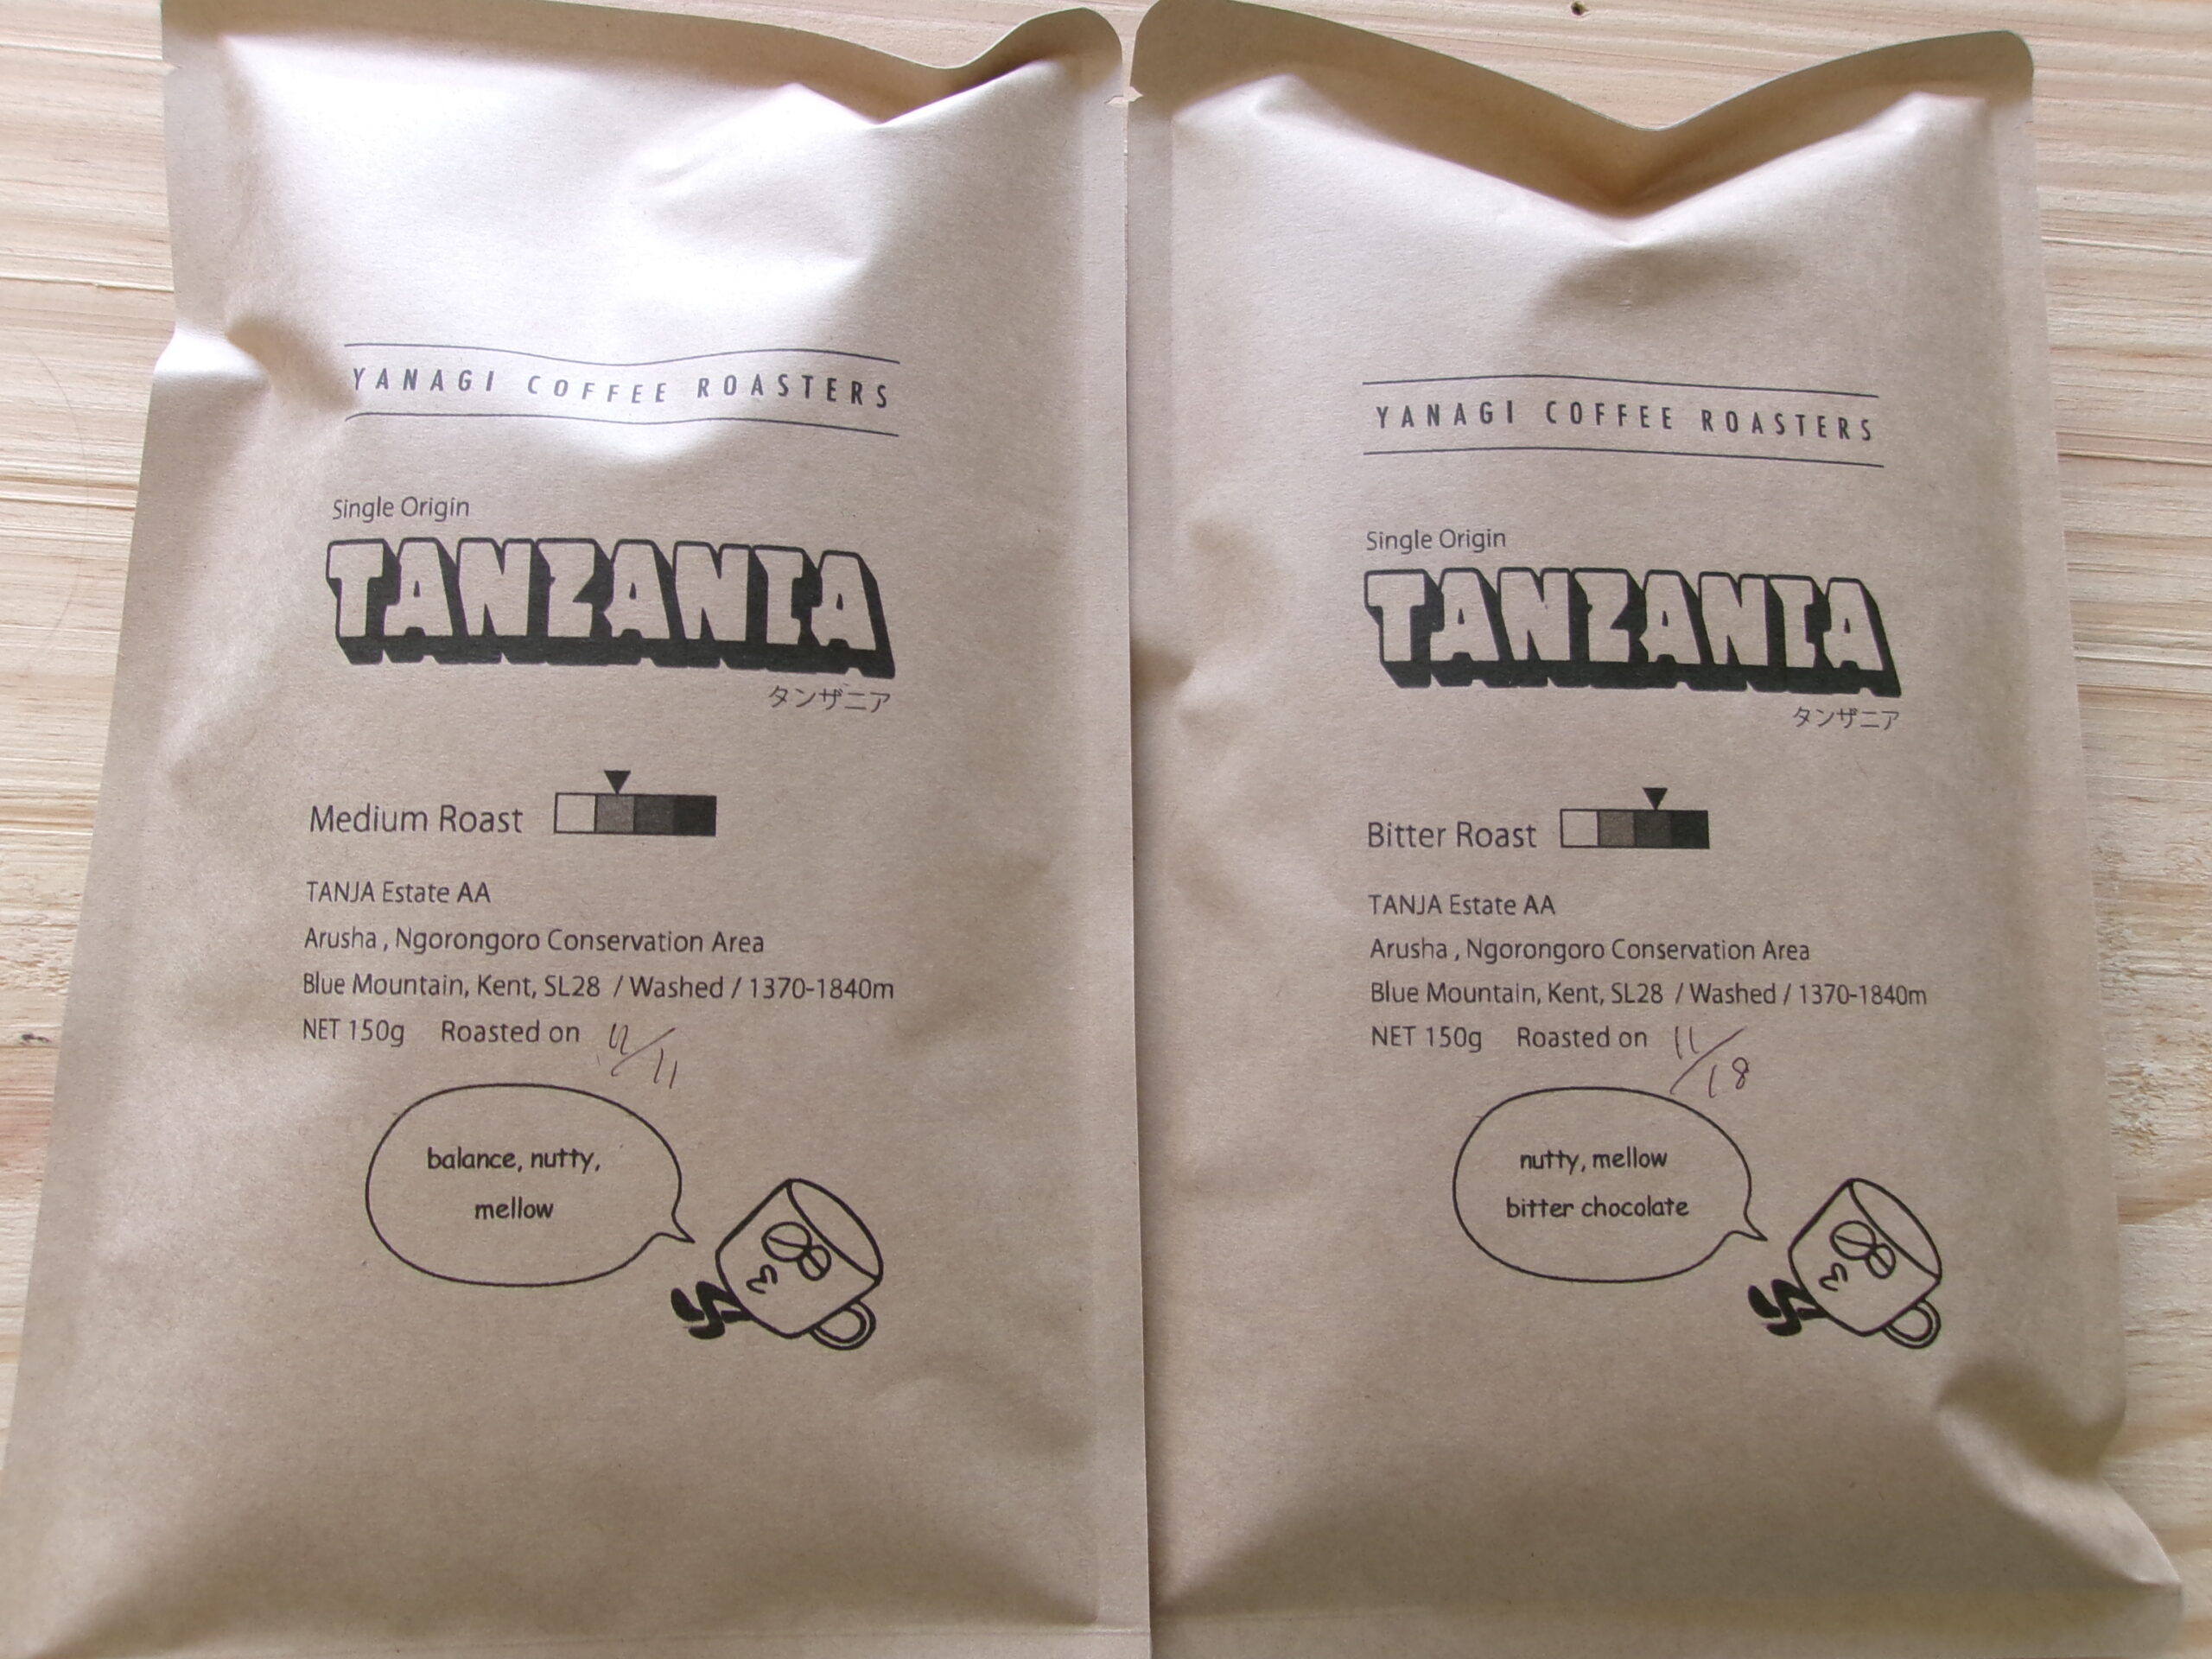 YANAGI COFFEE ROASTERS
Single Origin
TANZANIA
タンザニア
Medium Roast
TANJA Estate AA
Arusha , Ngorongoro Conservation Area
Blue Mountain, Kent, SL28 / Washed / 1370-1840m
NET 150g Roasted on 11/11
balance, nutty,
mellow
YANAGI COFFEE ROASTERS
Single Origin
TANZANIA
タンザニア
Bitter Roast
TANJA Estate AA
Arusha , Ngorongoro Conservation Area
Blue Mountain, Kent, SL28 / Washed / 1370-1840m
NET 150g Roasted on 11/18
nutty, mellow
bitter chocolate